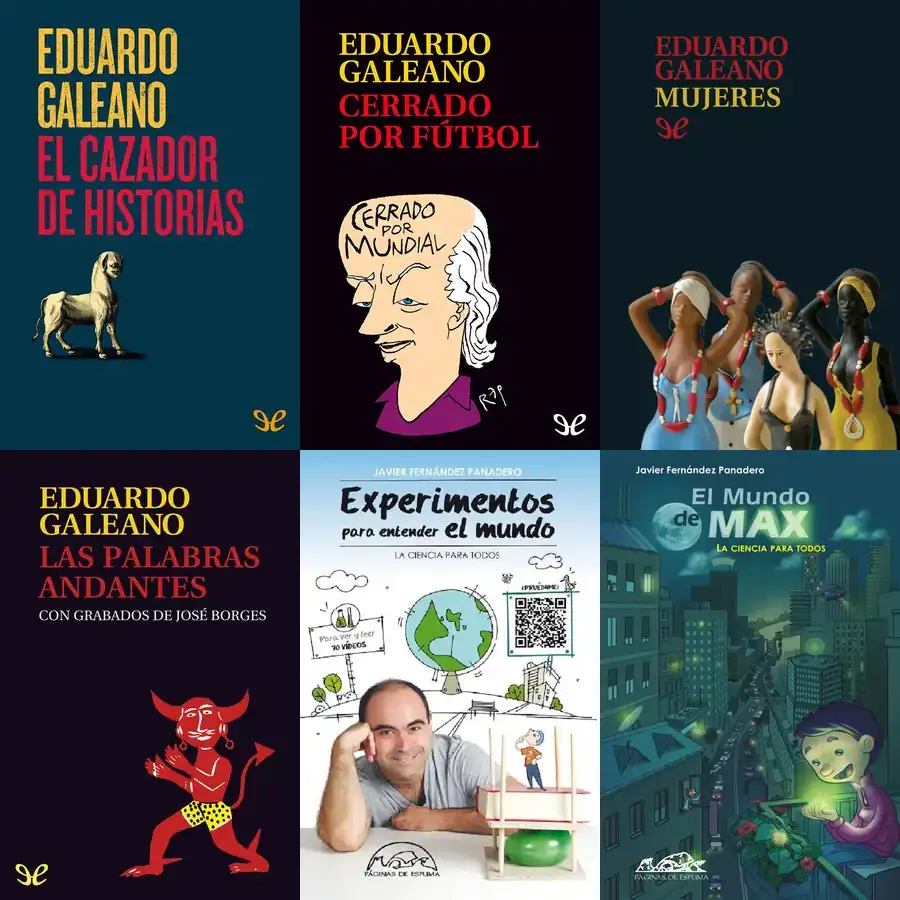 EDUARDO
GALEANO
EL CAZADOR
DE HISTORIAS
EDUARDO
GALEANO
CERRADO
POR FÚTBOL
CERRADO
POR
MUNDIAL
REP
EDUARDO
GALEANO
MUJERES
EDUARDO
GALEANO
LAS PALABRAS
ANDANTES
CON GRABADOS DE JOSÉ BORGES
JAVIER FERNÁNDEZ PANADERO
Experimentos
para entender el mundo
LA CIENCIA PARA TODOS
¡PRUÉBAME!
Para ver y leer
70 VÍDEOS
PÁGINAS DE ESPUMA
Javier Fernández Panadero
El Mundo
de MAX
LA CIENCIA PARA TODOS
PÁGINAS DE ESPUMA